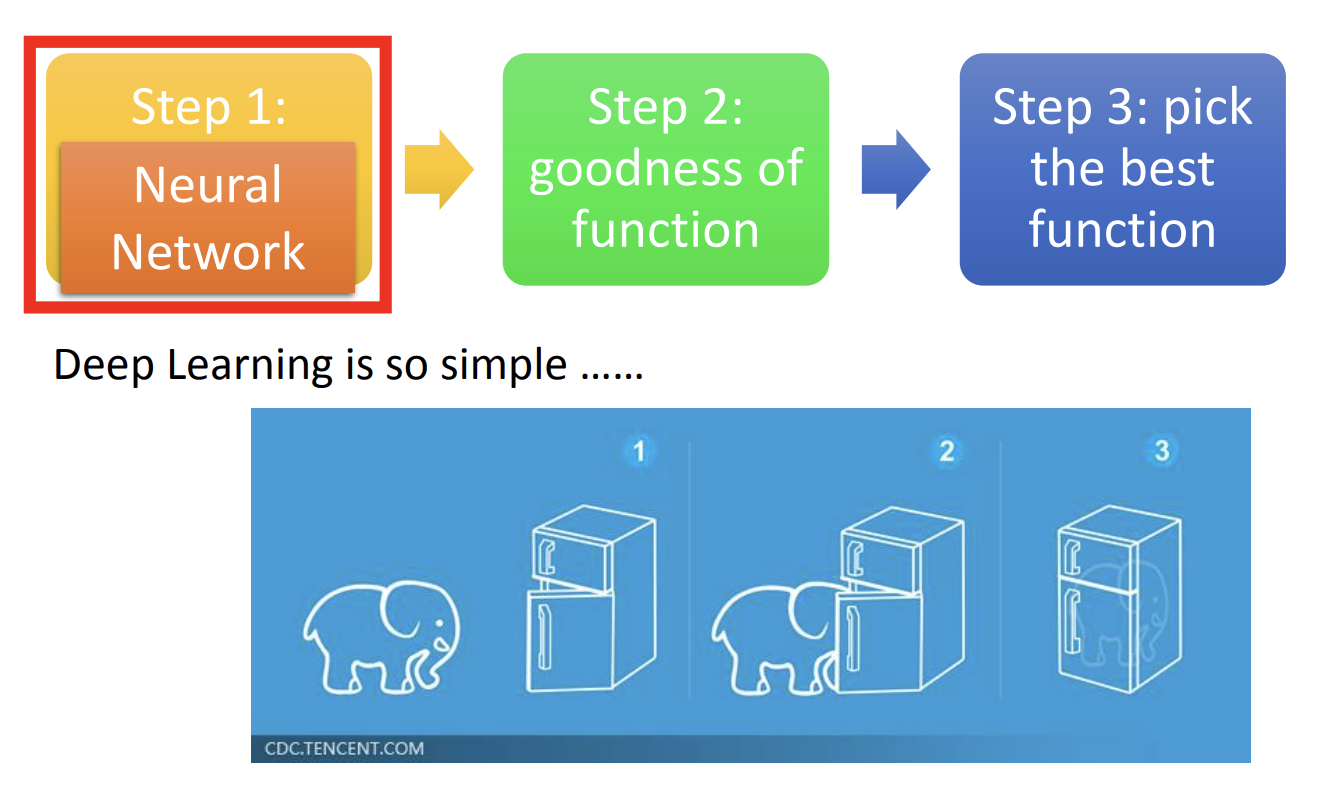 Step 1:
Neural
Network
Step 2:
goodness of
function
Step 3: pick
the best
function
Deep Learning is so simple ......
1
2
3
CDC.TENCENT.COM